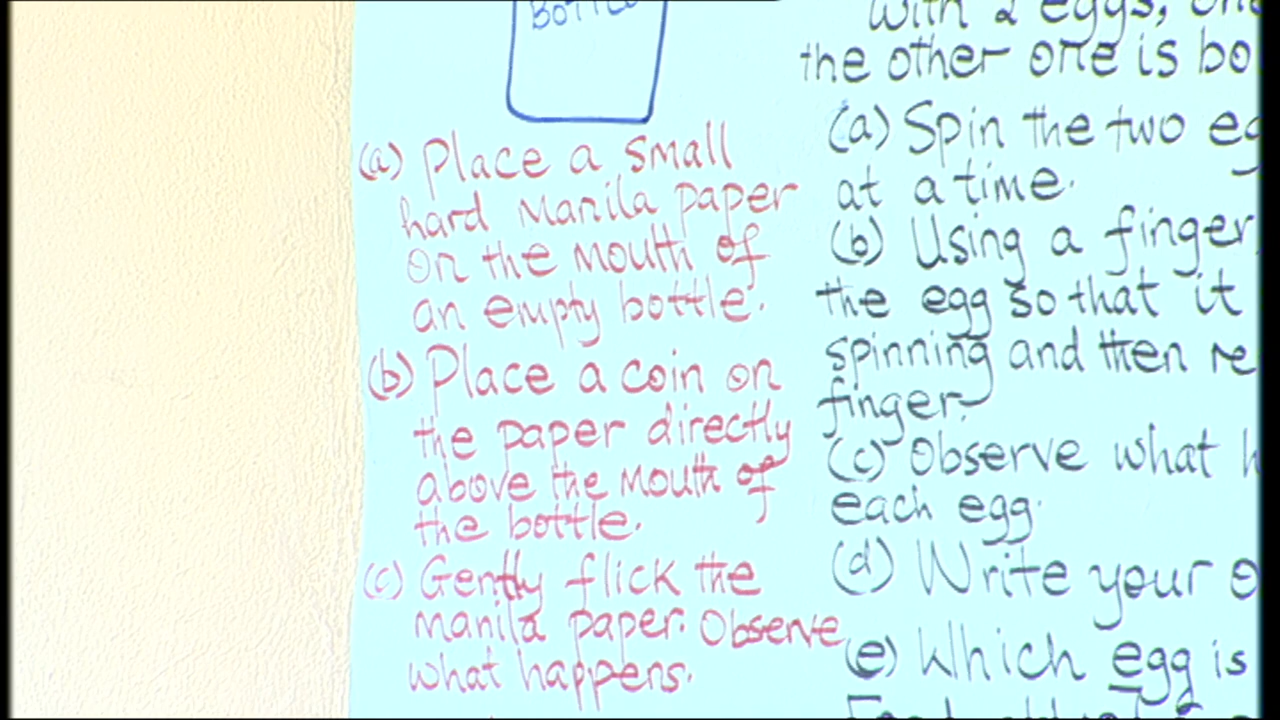 BOTTLE
(a) Place a small
hard Manila paper
on the mouth of
an empty bottle.
(b) Place a coin on
the paper directly
above the mouth of
the bottle.
(c) Gently flick the
manila paper. Observe
what happens.
with 2 eggs,
the other one is bo
(a) Spin the two eg
at a time.
(b) Using a finger
the egg so that it
spinning and then re
finger.
(c) Observe what h
each egg.
(d) Write your o
(e) Which egg is